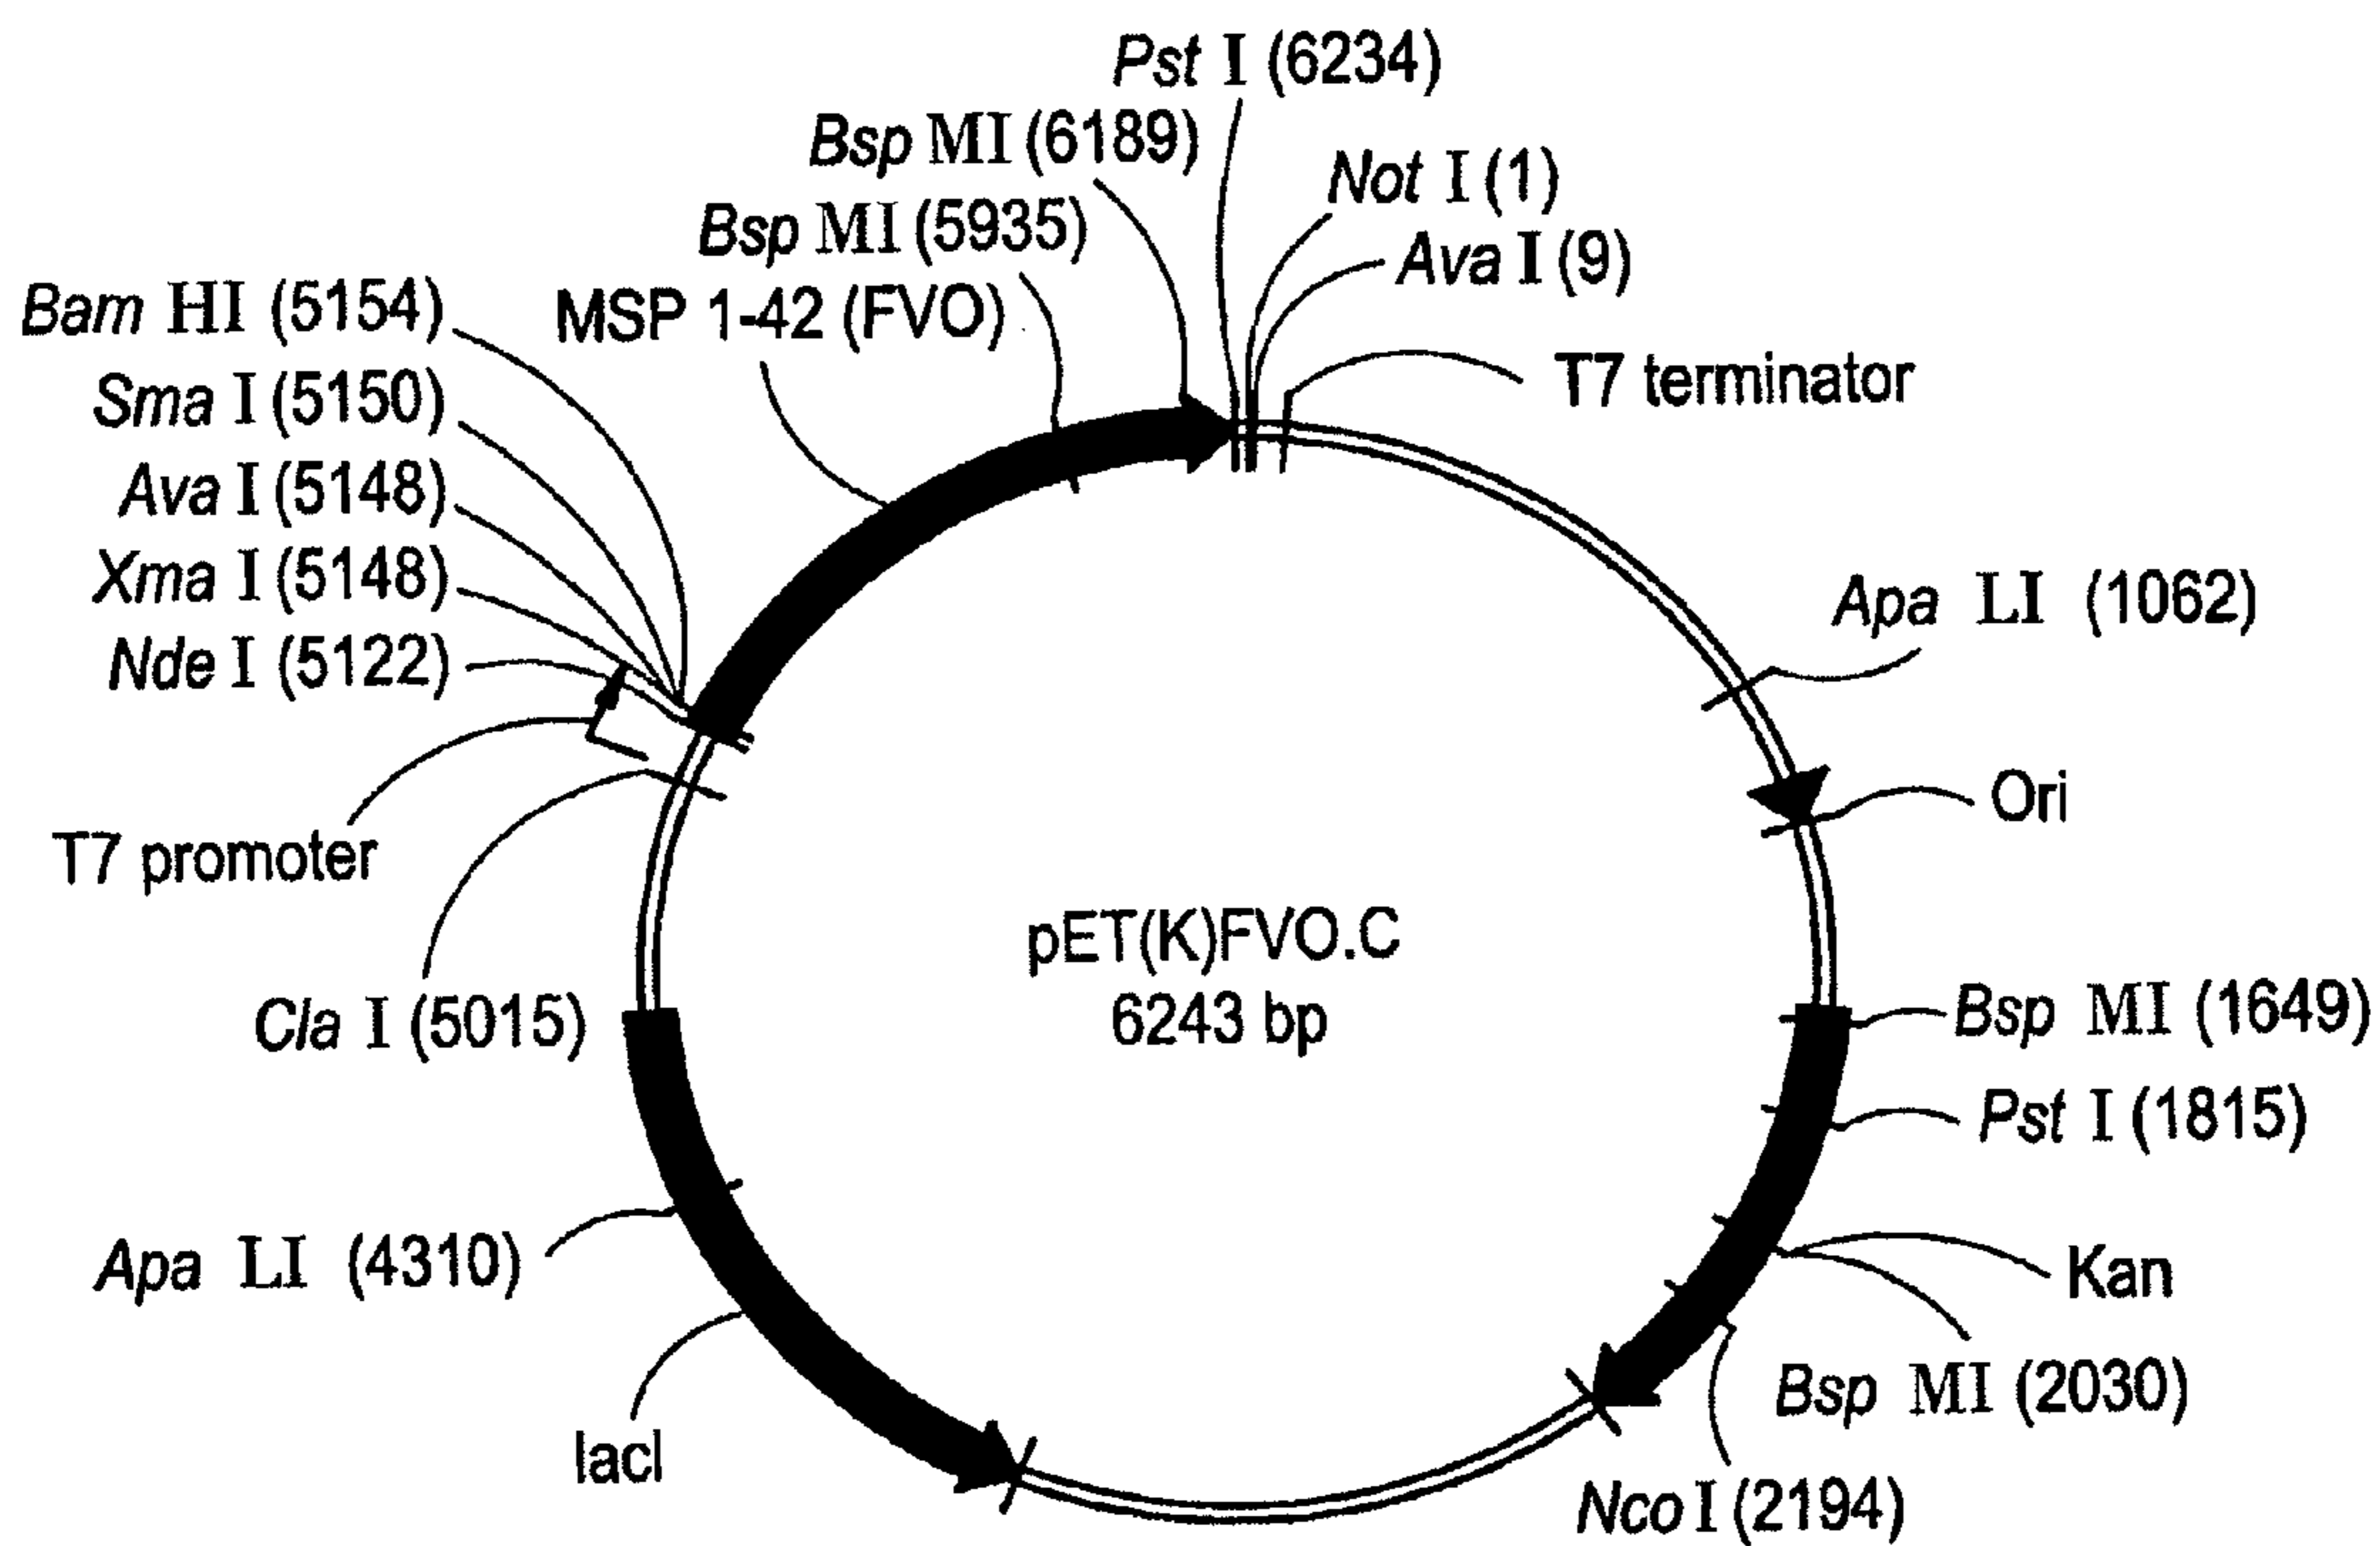 Pst I (6234)
Bsp MI (6189)
Not I (1)
Bsp MI (5935)
Ava I (9)
Bam HI (5154)
MSP 1-42 (FVO)
T7 terminator
Sma I (5150)
Ava I (5148)
Xma I (5148)
Apa LI (1062)
Nde I (5122)
Ori
T7 promoter
pET(K)FVO.C
6243 bp
Cla I (5015)
Bsp MI (1649)
Pst I (1815)
Apa LI (4310)
Kan
Bsp MI (2030)
lacI
Nco I (2194)